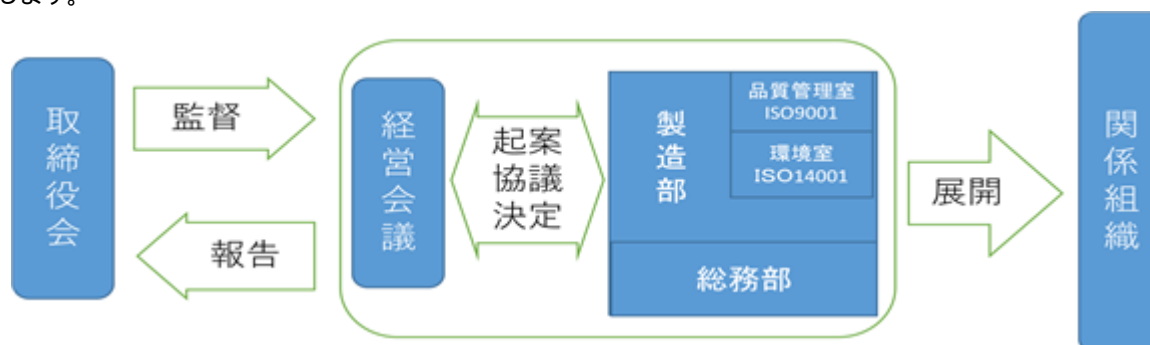 します。
取締役会
監督
報告
経営会議
起案
協議
決定
製造部
品質管理室
ISO9001
環境室
ISO14001
総務部
展開
関係組織